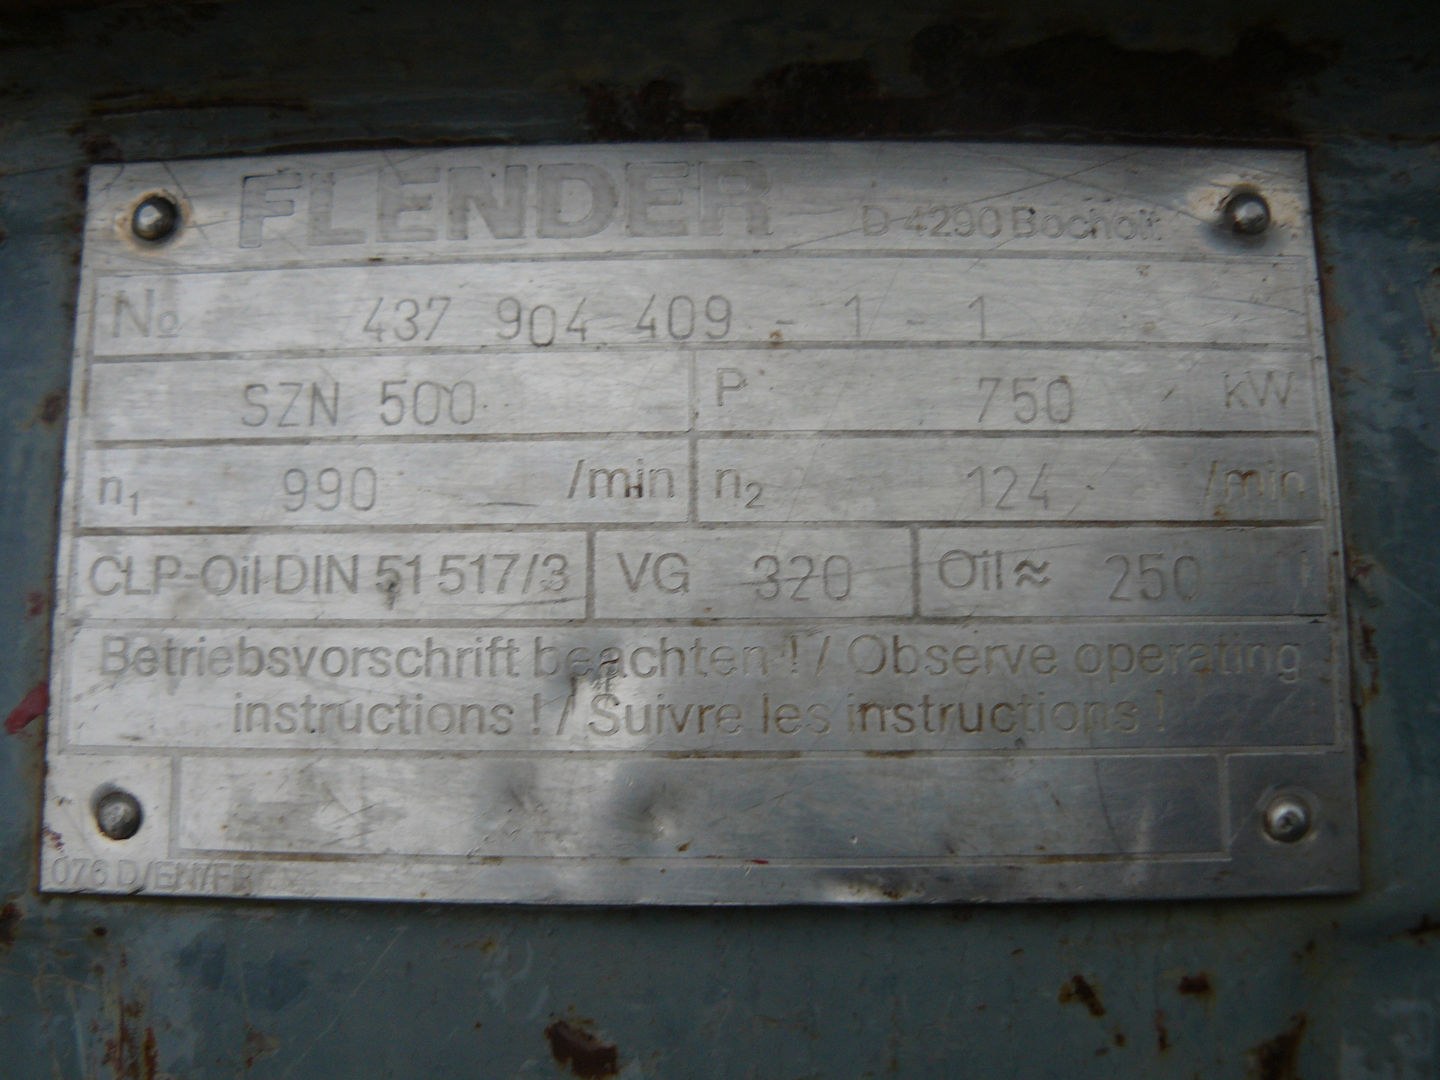 FLENDER D 4290 Bocholt
No 437 904 409 - 1 - 1
SZN 500 P 750 kW
n1 990 /min n2 124 /min
CLP-Oil DIN 51 517/3 VG 320 Oil ≈ 250 l
Betriebsvorschrift beachten ! / Observe operating
instructions ! / Suivre les instructions !
076 D/EN/FR